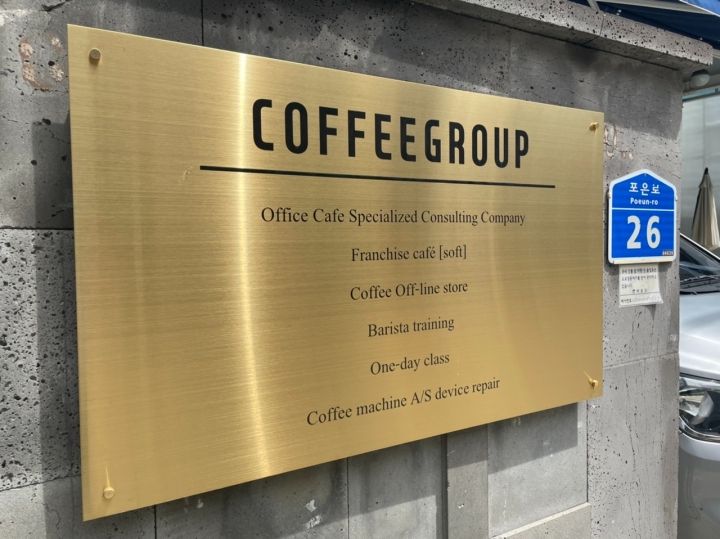 COFFEEGROUP
Office Cafe Specialized Consulting Company
Franchise café [soft]
Coffee Off-line store
Barista training
One-day class
Coffee machine A/S device repair
포은로
Poeun-ro
26